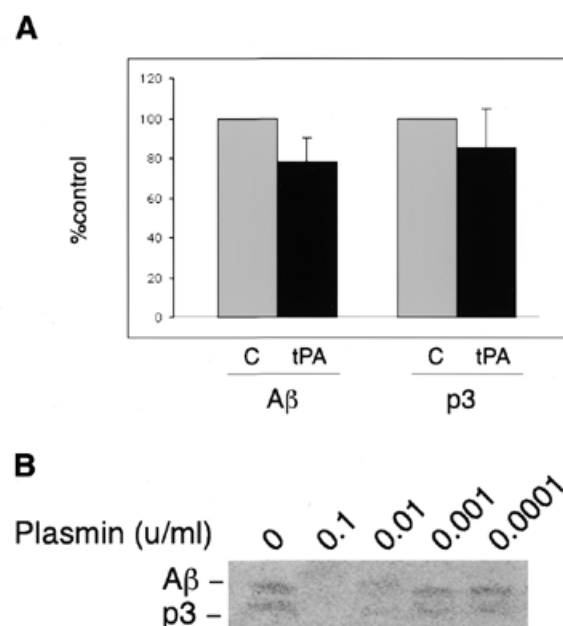 A
120
100
80
60
40
20
0
%control
C tPA C tPA
Aβ p3
B
Plasmin (u/ml) 0 0.1 0.01 0.001 0.0001
Aβ –
p3 –